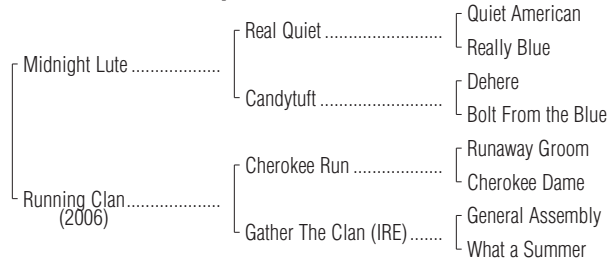 Quiet American
Real Quiet ..........................
Really Blue
Midnight Lute ....................
Dehere
Candytuft ...........................
Bolt From the Blue
Runaway Groom
Cherokee Run ....................
Cherokee Dame
Running Clan.....................
(2006)
General Assembly
Gather The Clan (IRE).......
What a Summer